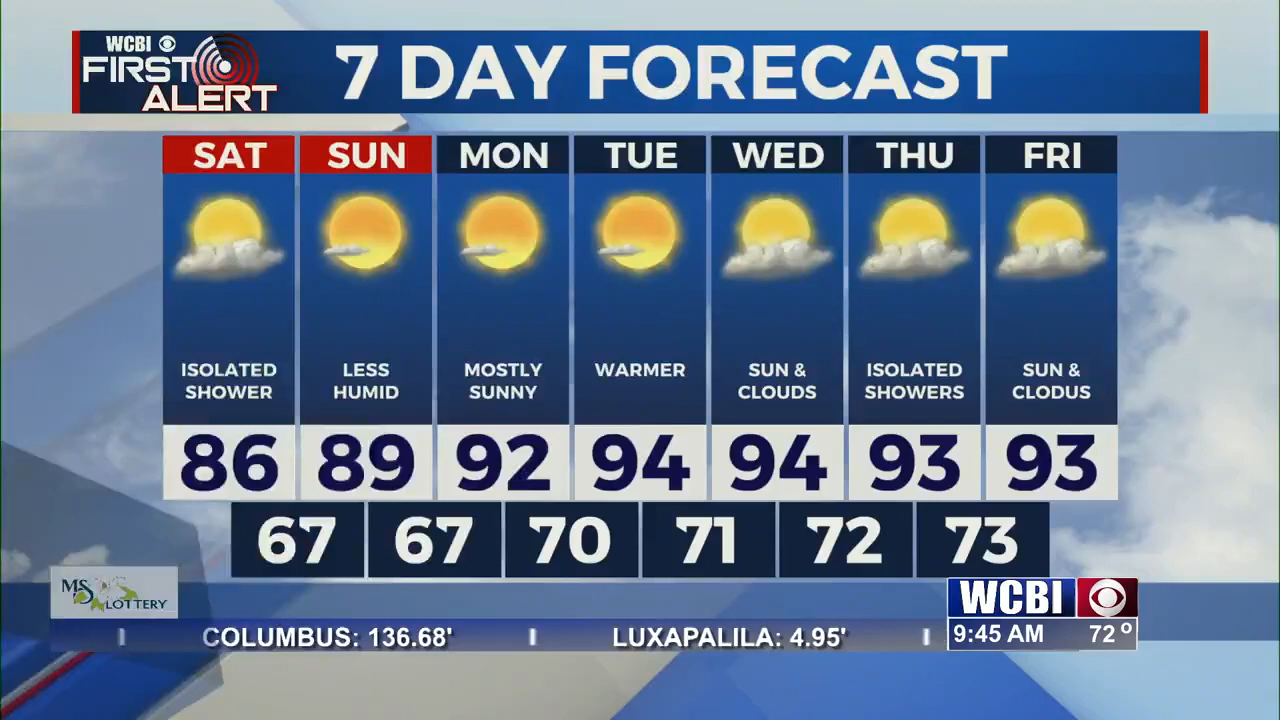 WCBI
FIRST
ALERT
7 DAY FORECAST
SAT SUN MON TUE WED THU FRI
ISOLATED SHOWER
LESS HUMID
MOSTLY SUNNY
WARMER
SUN & CLOUDS
ISOLATED SHOWERS
SUN & CLODUS
86 89 92 94 94 93 93
67 67 70 71 72 73
MS LOTTERY
WCBI
COLUMBUS: 136.68' LUXAPALILA: 4.95' 9:45 AM 72°